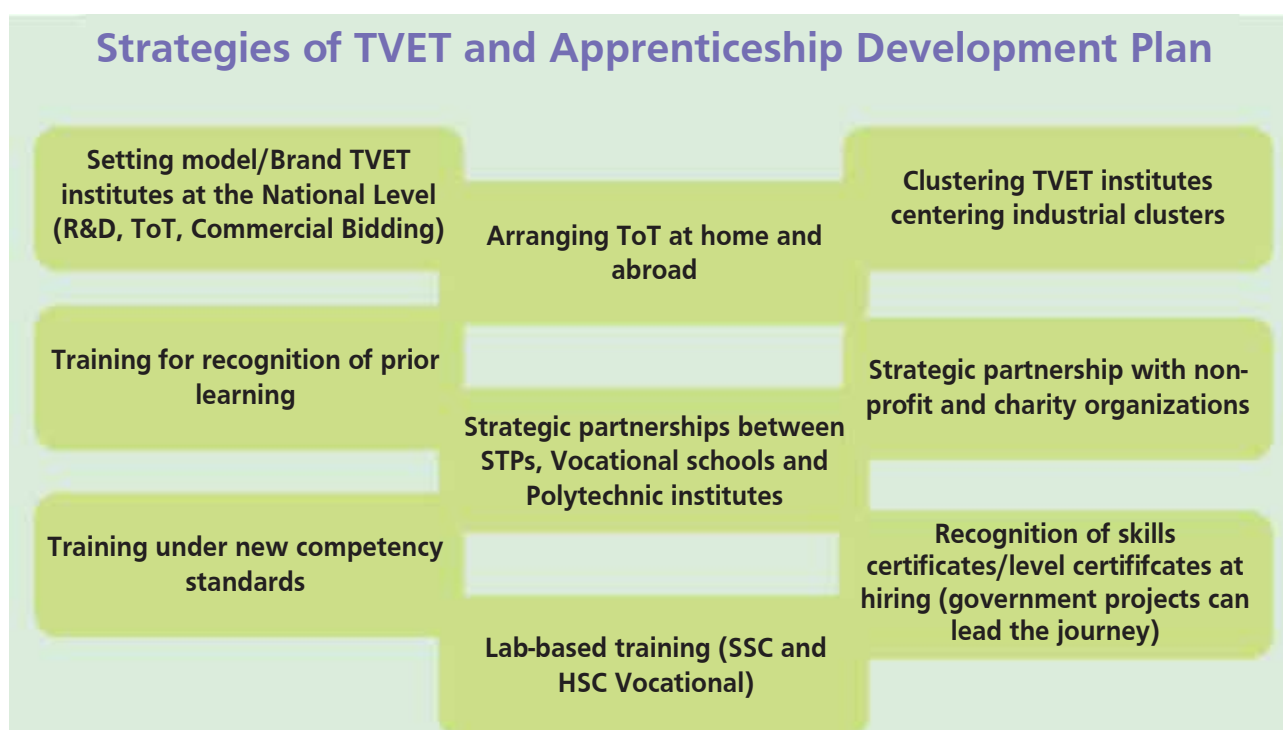 Strategies of TVET and Apprenticeship Development Plan
Setting model/Brand TVET
institutes at the National Level
(R&D, ToT, Commercial Bidding)
Training for recognition of prior
learning
Training under new competency
standards
Arranging ToT at home and
abroad
Strategic partnerships between
STPs, Vocational schools and
Polytechnic institutes
Lab-based training (SSC and
HSC Vocational)
Clustering TVET institutes
centering industrial clusters
Strategic partnership with non-
profit and charity organizations
Recognition of skills
certificates/level certififcates at
hiring (government projects can
lead the journey)